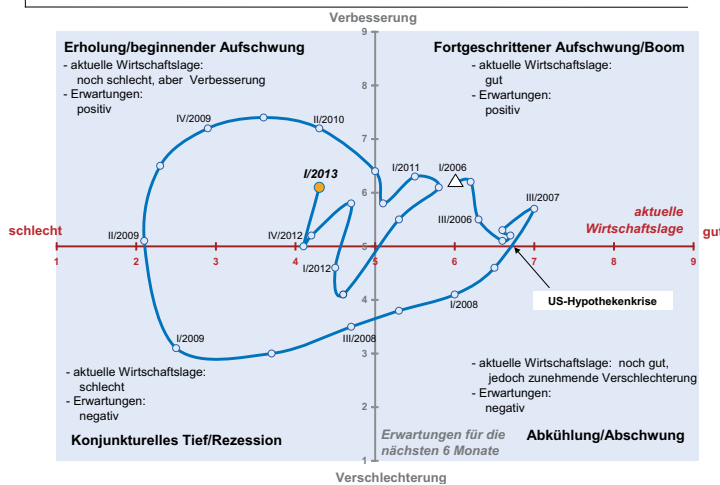 Verbesserung
Erholung/beginnender Aufschwung
- aktuelle Wirtschaftslage:
noch schlecht, aber Verbesserung
- Erwartungen:
positiv
Fortgeschrittener Aufschwung/Boom
- aktuelle Wirtschaftslage:
gut
- Erwartungen:
positiv
9
8
7
6
5
4
3
2
1
IV/2009
II/2010
I/2013
I/2011
I/2006
III/2006
III/2007
II/2009
IV/2012
I/2012
schlecht
aktuelle
Wirtschaftslage
gut
1
2
3
4
5
6
7
8
9
US-Hypothekenkrise
I/2008
III/2008
I/2009
- aktuelle Wirtschaftslage:
schlecht
- Erwartungen:
negativ
Konjunkturelles Tief/Rezession
- aktuelle Wirtschaftslage: noch gut,
jedoch zunehmende Verschlechterung
- Erwartungen:
negativ
Abkühlung/Abschwung
Erwartungen für die
nächsten 6 Monate
Verschlechterung